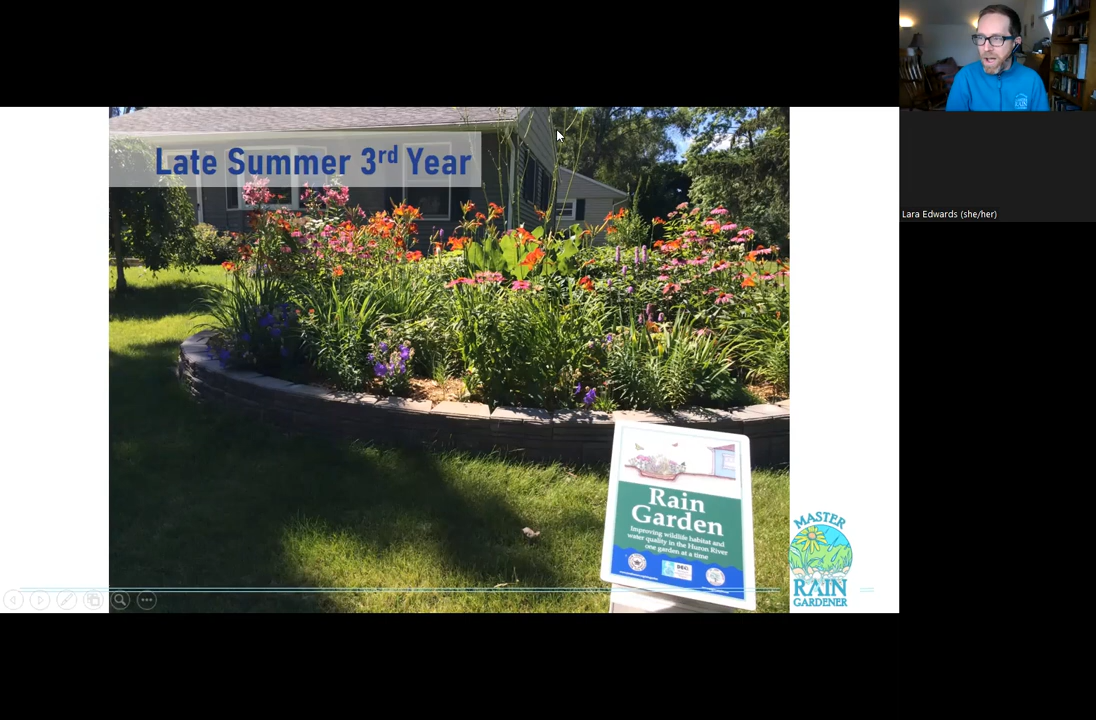 Late Summer 3rd Year
Lara Edwards (she/her)
Rain
Garden
Improving wildlife habitat and
water quality in the Huron River
one garden at a time
MASTER
RAIN
GARDENER
RAIN